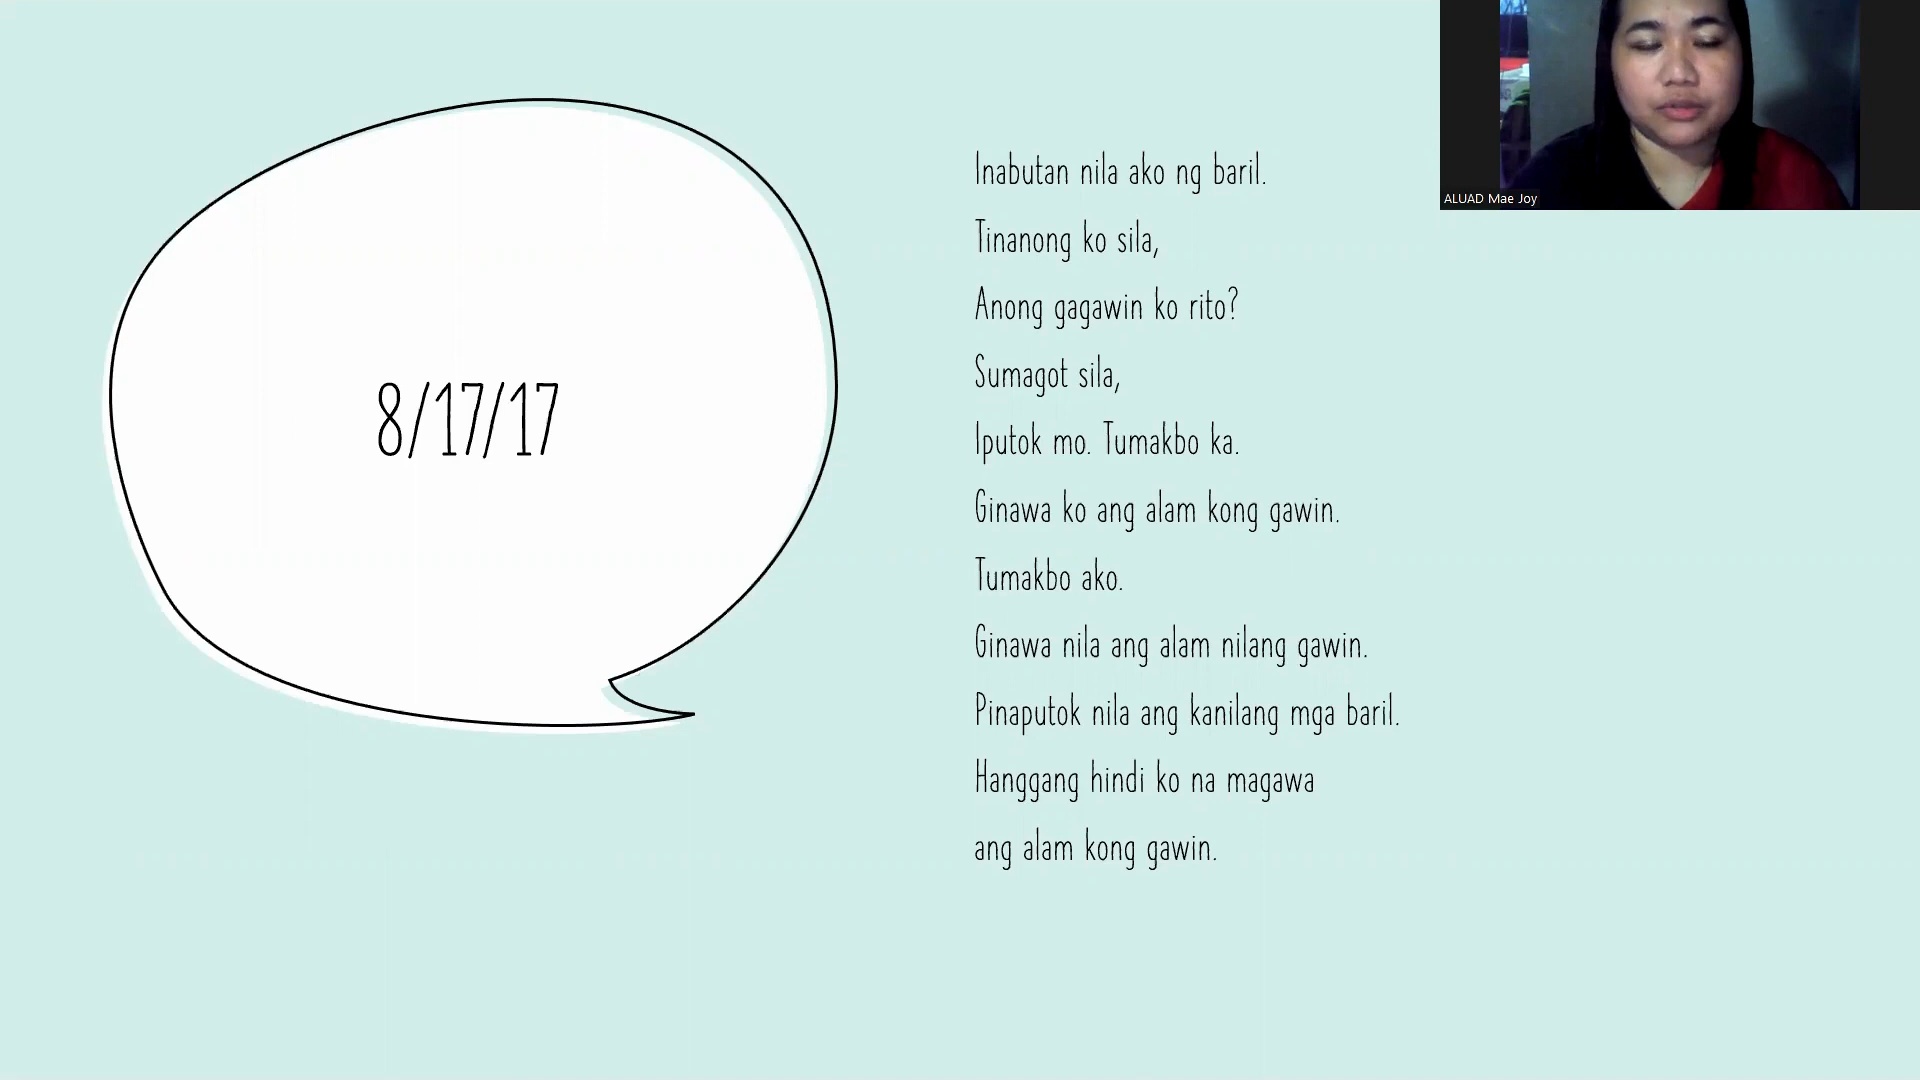 8/17/17
Inabutan nila ako ng baril.
Tinanong ko sila,
Anong gagawin ko rito?
Sumagot sila,
Iputok mo. Tumakbo ka.
Ginawa ko ang alam kong gawin.
Tumakbo ako.
Ginawa nila ang alam nilang gawin.
Pinaputok nila ang kanilang mga baril.
Hanggang hindi ko na magawa
ang alam kong gawin.
ALUAD Mae Joy